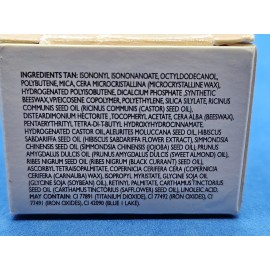 INGREDIENTS TAN: ISONONYL ISONONANOATE, OCTYLDODECANOL,
POLYBUTENE, MICA, CERA MICROCRISTALLINA (MICROCRYSTALLINE WAX),
HYDROGENATED POLYISOBUTENE, DICALCIUM PHOSPHATE, SYNTHETIC
BEESWAX, VP/EICOSENE COPOLYMER, POLYETHYLENE, SILICA SILYLATE, RICINUS
COMMUNIS SEED OIL (RICINUS COMMUNIS (CASTOR) SEED OIL),
DISTEARDIMONIUM HECTORITE, TOCOPHERYL ACETATE, CERA ALBA (BEESWAX),
PENTAERYTHRITYL TETRA-DI-T-BUTYL HYDROXYHYDROCINNAMATE,
HYDROGENATED CASTOR OIL, ALEURITES MOLUCCANA SEED OIL, HIBISCUS
SABDARIFFA SEED OIL (HIBISCUS SABDARIFFA FLOWER EXTRACT), SIMMONDSIA
CHINENSIS SEED OIL (SIMMONDSIA CHINENSIS (JOJOBA) SEED OIL), PRUNUS
AMYGDALUS DULCIS OIL (PRUNUS AMYGDALUS DULCIS (SWEET ALMOND) OIL),
RIBES NIGRUM SEED OIL (RIBES NIGRUM (BLACK CURRANT) SEED OIL),
ASCORBYL TETRAISOPALMITATE, COPERNICIA CERIFERA CERA (COPERNICIA
CERIFERA (CARNAUBA) WAX), ISOPROPYL MYRISTATE, GLYCINE SOJA OIL
(GLYCINE SOJA (SOYBEAN) OIL), RETINYL PALMITATE, CARTHAMUS TINCTORIUS
SEED OIL (CARTHAMUS TINCTORIUS (SAFFLOWER) SEED OIL), LINOLEIC ACID.
MAY CONTAIN: CI 77891 (TITANIUM DIOXIDE), CI 77492 (IRON OXIDES), CI
77491 (IRON OXIDES), CI 42090 (BLUE 1 LAKE).